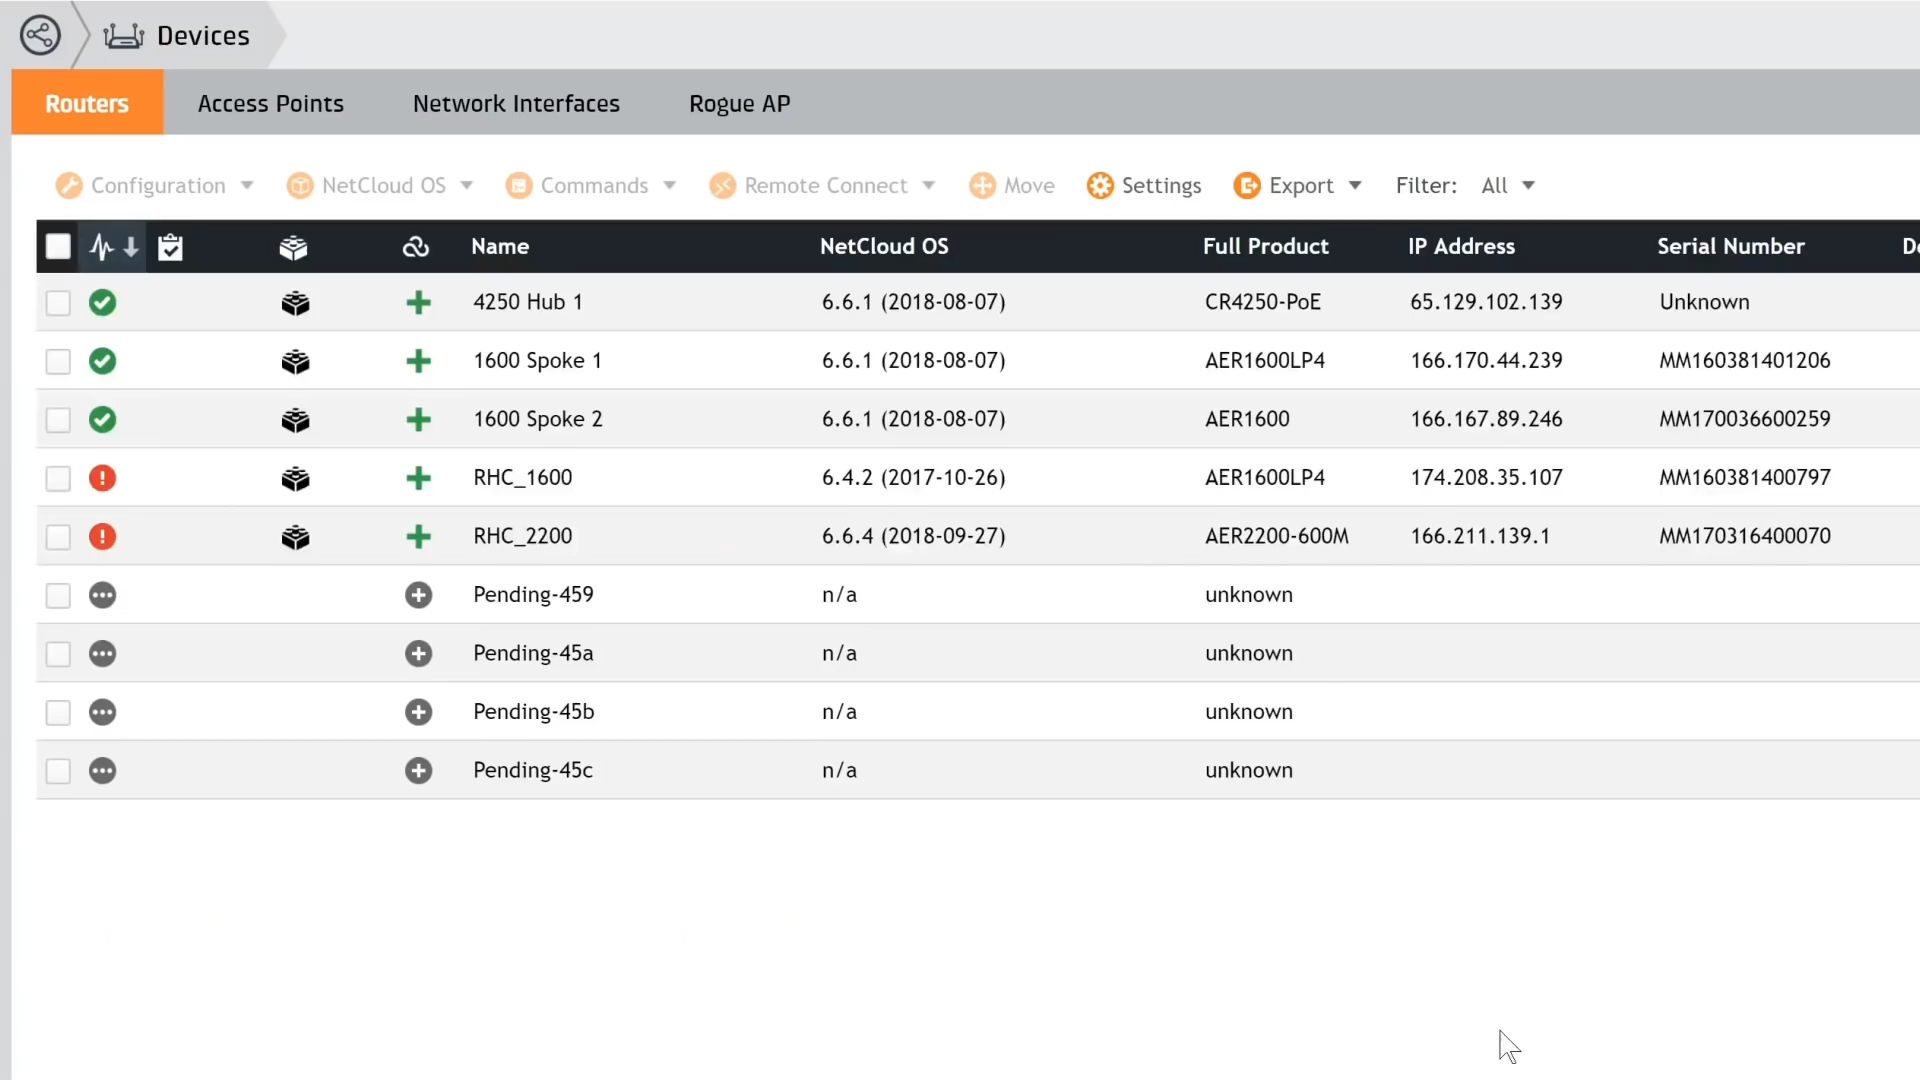 Devices
Routers Access Points Network Interfaces Rogue AP
Configuration NetCloud OS Commands Remote Connect Move Settings Export Filter: All
Name NetCloud OS Full Product IP Address Serial Number
4250 Hub 1 6.6.1 (2018-08-07) CR4250-PoE 65.129.102.139 Unknown
1600 Spoke 1 6.6.1 (2018-08-07) AER1600LP4 166.170.44.239 MM160381401206
1600 Spoke 2 6.6.1 (2018-08-07) AER1600 166.167.89.246 MM170036600259
RHC_1600 6.4.2 (2017-10-26) AER1600LP4 174.208.35.107 MM160381400797
RHC_2200 6.6.4 (2018-09-27) AER2200-600M 166.211.139.1 MM170316400070
Pending-459 n/a unknown
Pending-45a n/a unknown
Pending-45b n/a unknown
Pending-45c n/a unknown